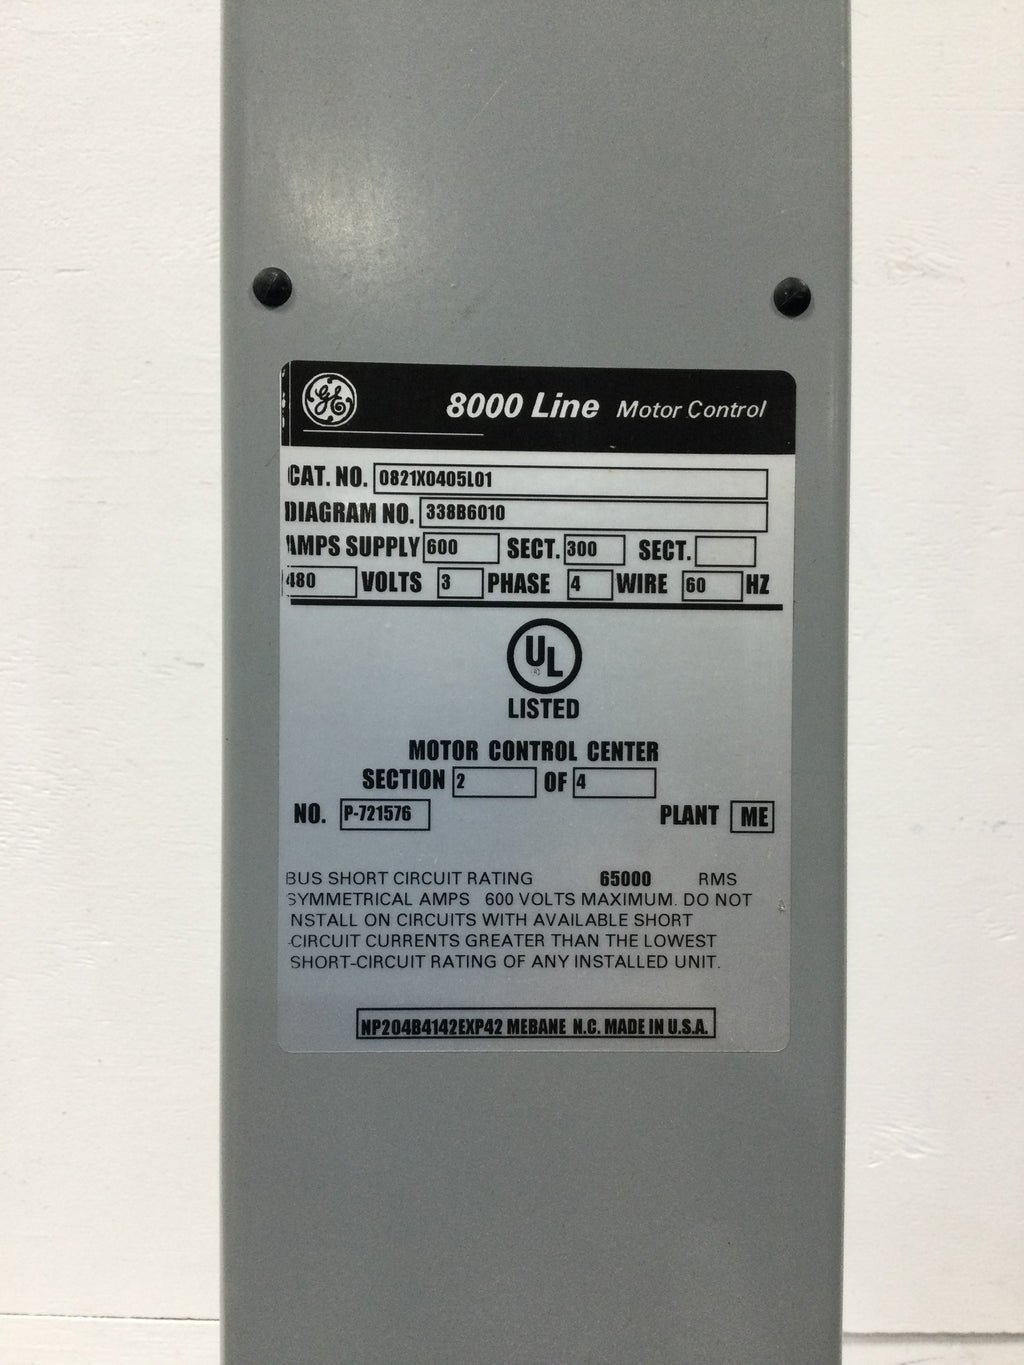 GE
8000 Line Motor Control
CAT. NO. 0821X0405L01
DIAGRAM NO. 338B6010
AMPS SUPPLY 600 SECT. 300 SECT.
480 VOLTS 3 PHASE 4 WIRE 60 HZ
UL
®
LISTED
MOTOR CONTROL CENTER
SECTION 2 OF 4
NO. P-721576 PLANT ME
BUS SHORT CIRCUIT RATING 65000 RMS
SYMMETRICAL AMPS 600 VOLTS MAXIMUM. DO NOT
NSTALL ON CIRCUITS WITH AVAILABLE SHORT
-CIRCUIT CURRENTS GREATER THAN THE LOWEST
SHORT-CIRCUIT RATING OF ANY INSTALLED UNIT.
NP204B4142EXP42 MEBANE N.C. MADE IN U.S.A.